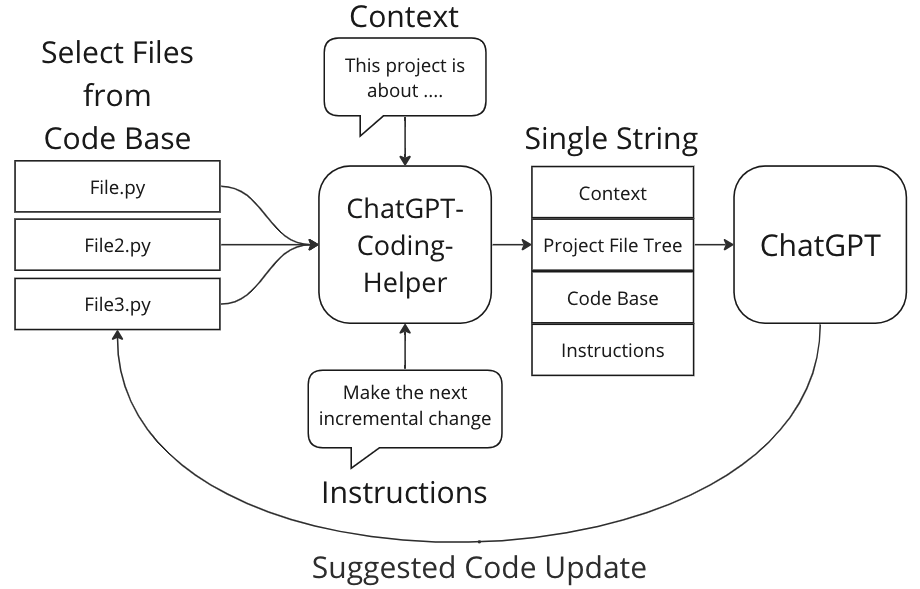 Context
This project is
about ....
Select Files
from
Code Base
File.py
File2.py
File3.py
ChatGPT-
Coding-
Helper
Make the next
incremental change
Instructions
Single String
Context
Project File Tree
Code Base
Instructions
ChatGPT
Suggested Code Update